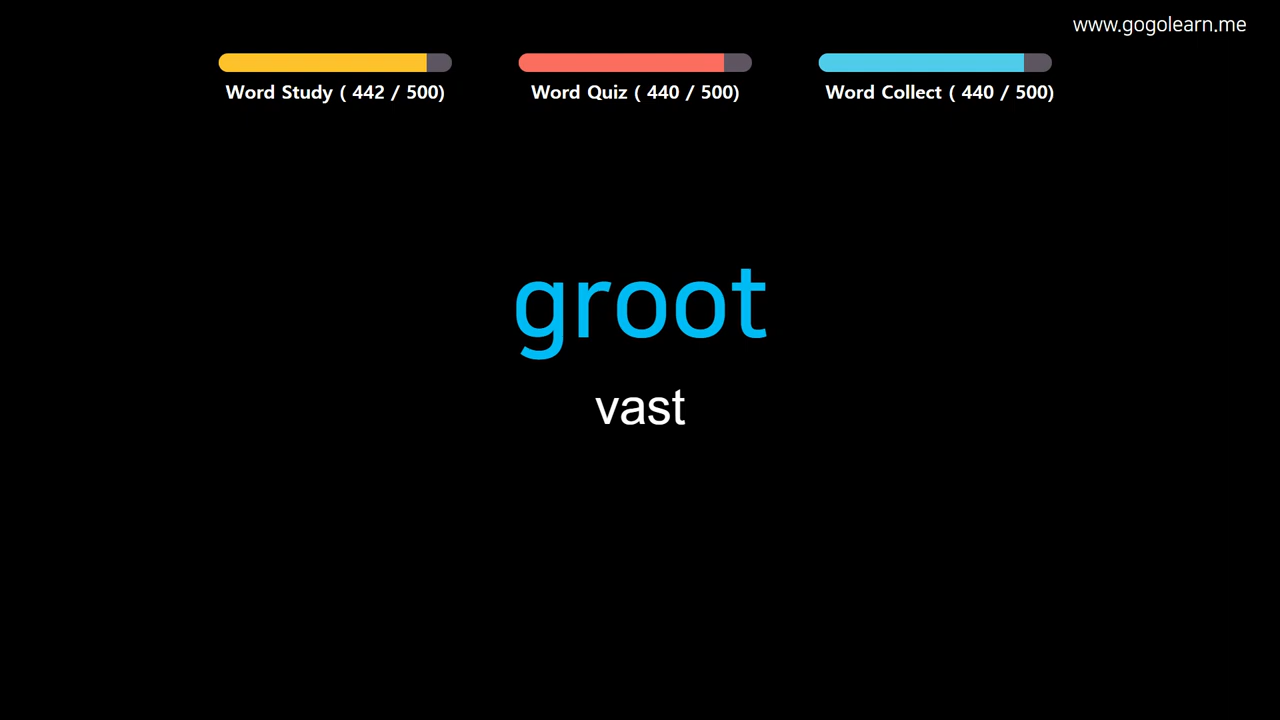 www.gogolearn.me
Word Study ( 442 / 500)
Word Quiz ( 440 / 500)
Word Collect ( 440 / 500)
groot
vast